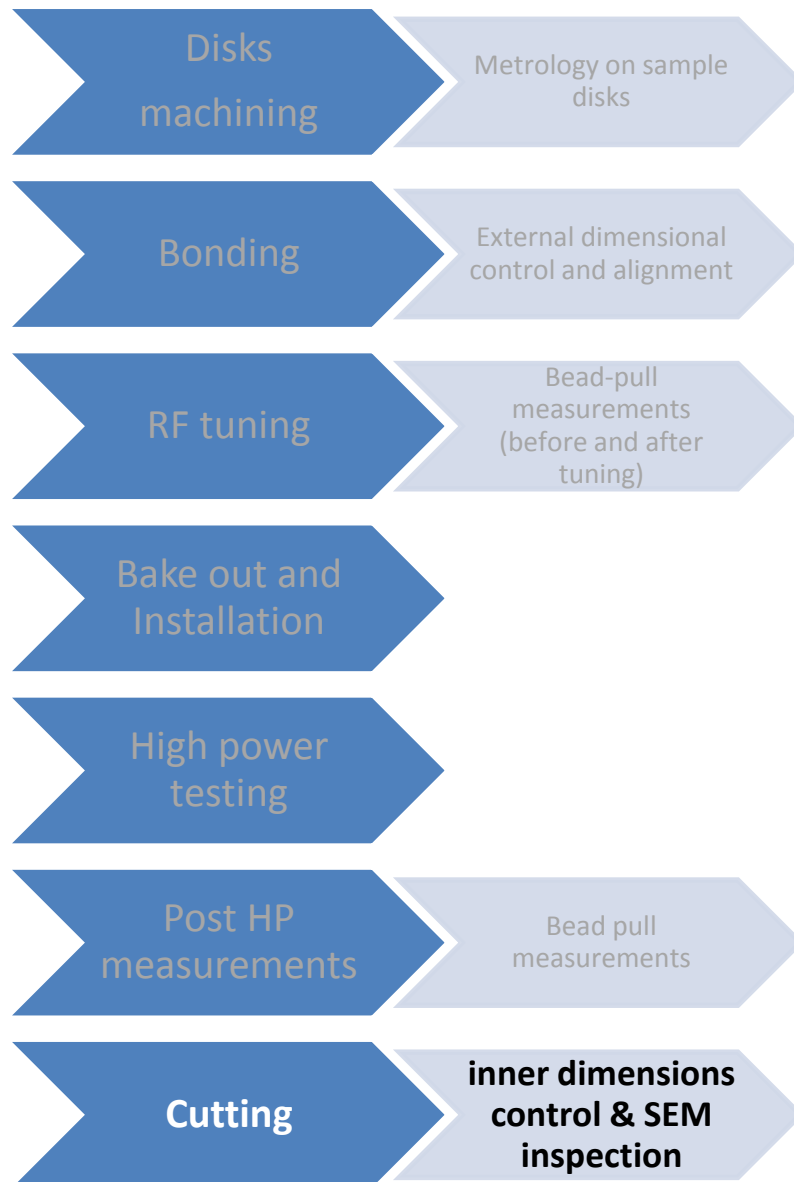 Disks
machining
Metrology on sample
disks
Bonding
External dimensional
control and alignment
RF tuning
Bead-pull
measurements
(before and after
tuning)
Bake out and
Installation
High power
testing
Post HP
measurements
Bead pull
measurements
Cutting
inner dimensions
control & SEM
inspection